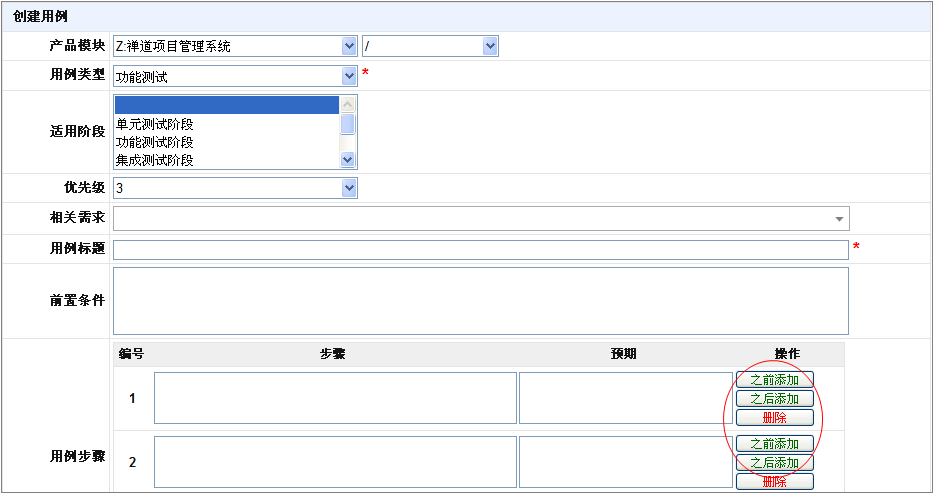 创建用例
产品模块 Z:禅道项目管理系统 /
用例类型 功能测试 *
适用阶段
单元测试阶段
功能测试阶段
集成测试阶段
优先级 3
相关需求
用例标题 *
前置条件
编号 步骤 预期 操作
之前添加
1 之后添加
删除
之前添加
用例步骤 2 之后添加
删除